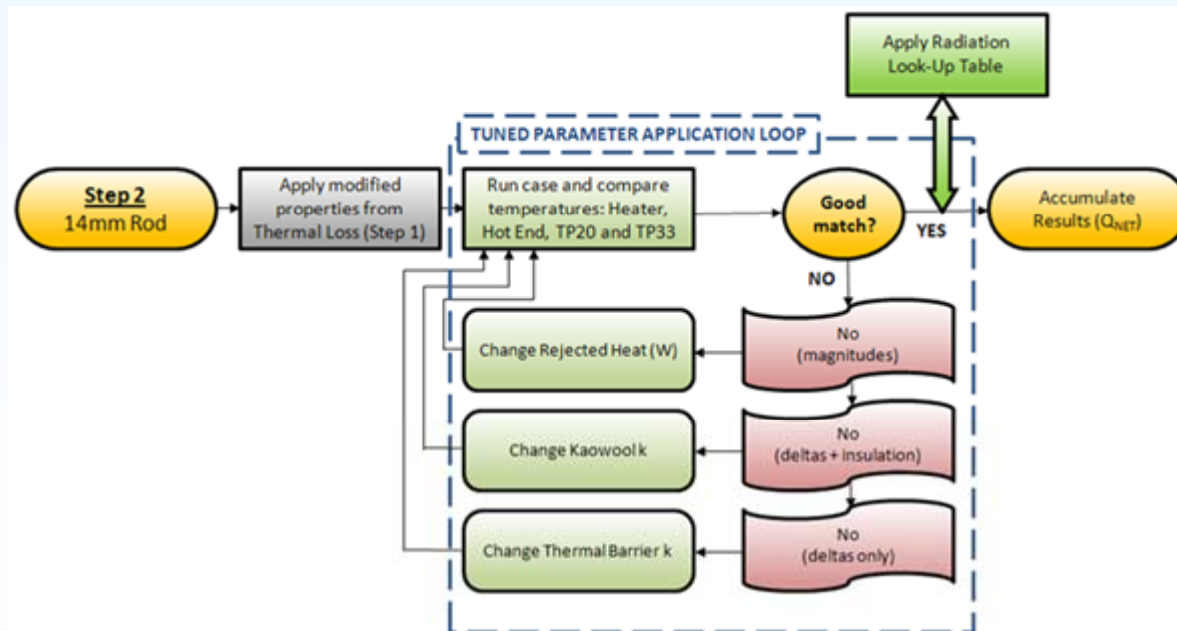 Apply Radiation
Look-Up Table
TUNED PARAMETER APPLICATION LOOP
Step 2
14mm Rod
Apply modified
properties from
Thermal Loss (Step 1)
Run case and compare
temperatures: Heater,
Hot End, TP20 and TP33
Good
match?
YES
Accumulate
Results (QNET)
NO
Change Rejected Heat (W)
No
(magnitudes)
Change Kaowool k
No
(deltas + insulation)
Change Thermal Barrier k
No
(deltas only)